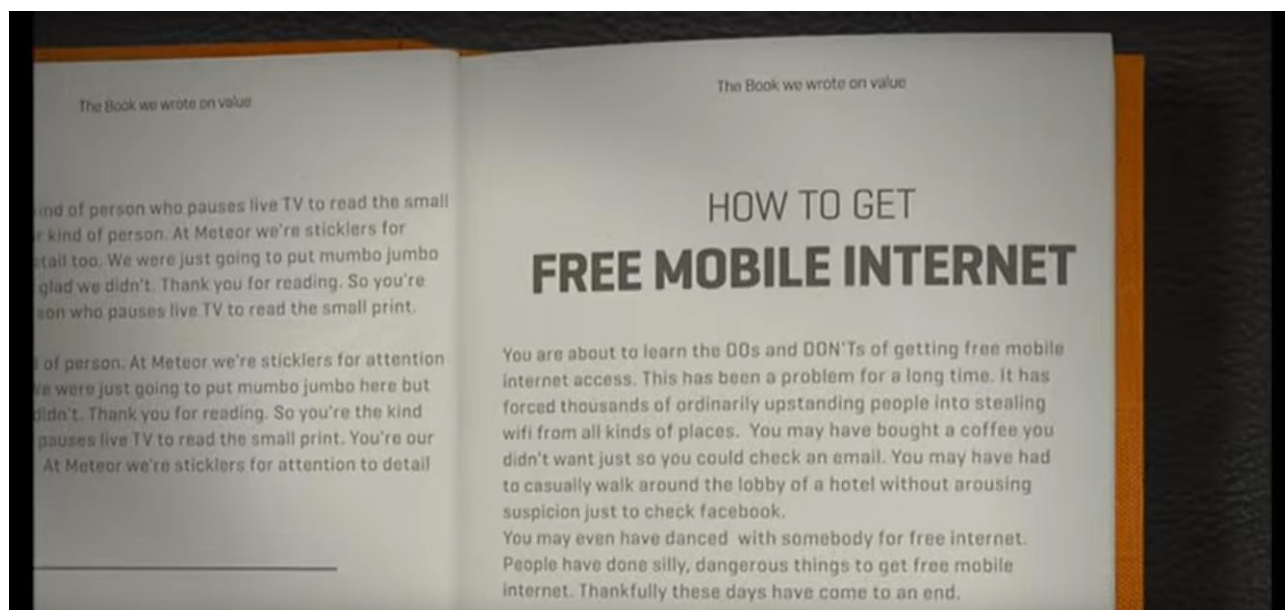 The Book we wrote on value
ind of person who pauses live TV to read the small
r kind of person. At Meteor we're sticklers for
tail too. We were just going to put mumbo jumbo
glad we didn't. Thank you for reading. So you're
son who pauses live TV to read the small print.
of person. At Meteor we're sticklers for attention
e were just going to put mumbo jumbo here but
didn't. Thank you for reading. So you're the kind
pauses live TV to read the small print. You're our
At Meteor we're sticklers for attention to detail
The Book we wrote on value
HOW TO GET
FREE MOBILE INTERNET
You are about to learn the DOs and DON'Ts of getting free mobile
internet access. This has been a problem for a long time. It has
forced thousands of ordinarily upstanding people into stealing
wifi from all kinds of places. You may have bought a coffee you
didn't want just so you could check an email. You may have had
to casually walk around the lobby of a hotel without arousing
suspicion just to check facebook.
You may even have danced with somebody for free internet.
People have done silly, dangerous things to get free mobile
internet. Thankfully these days have come to an end.